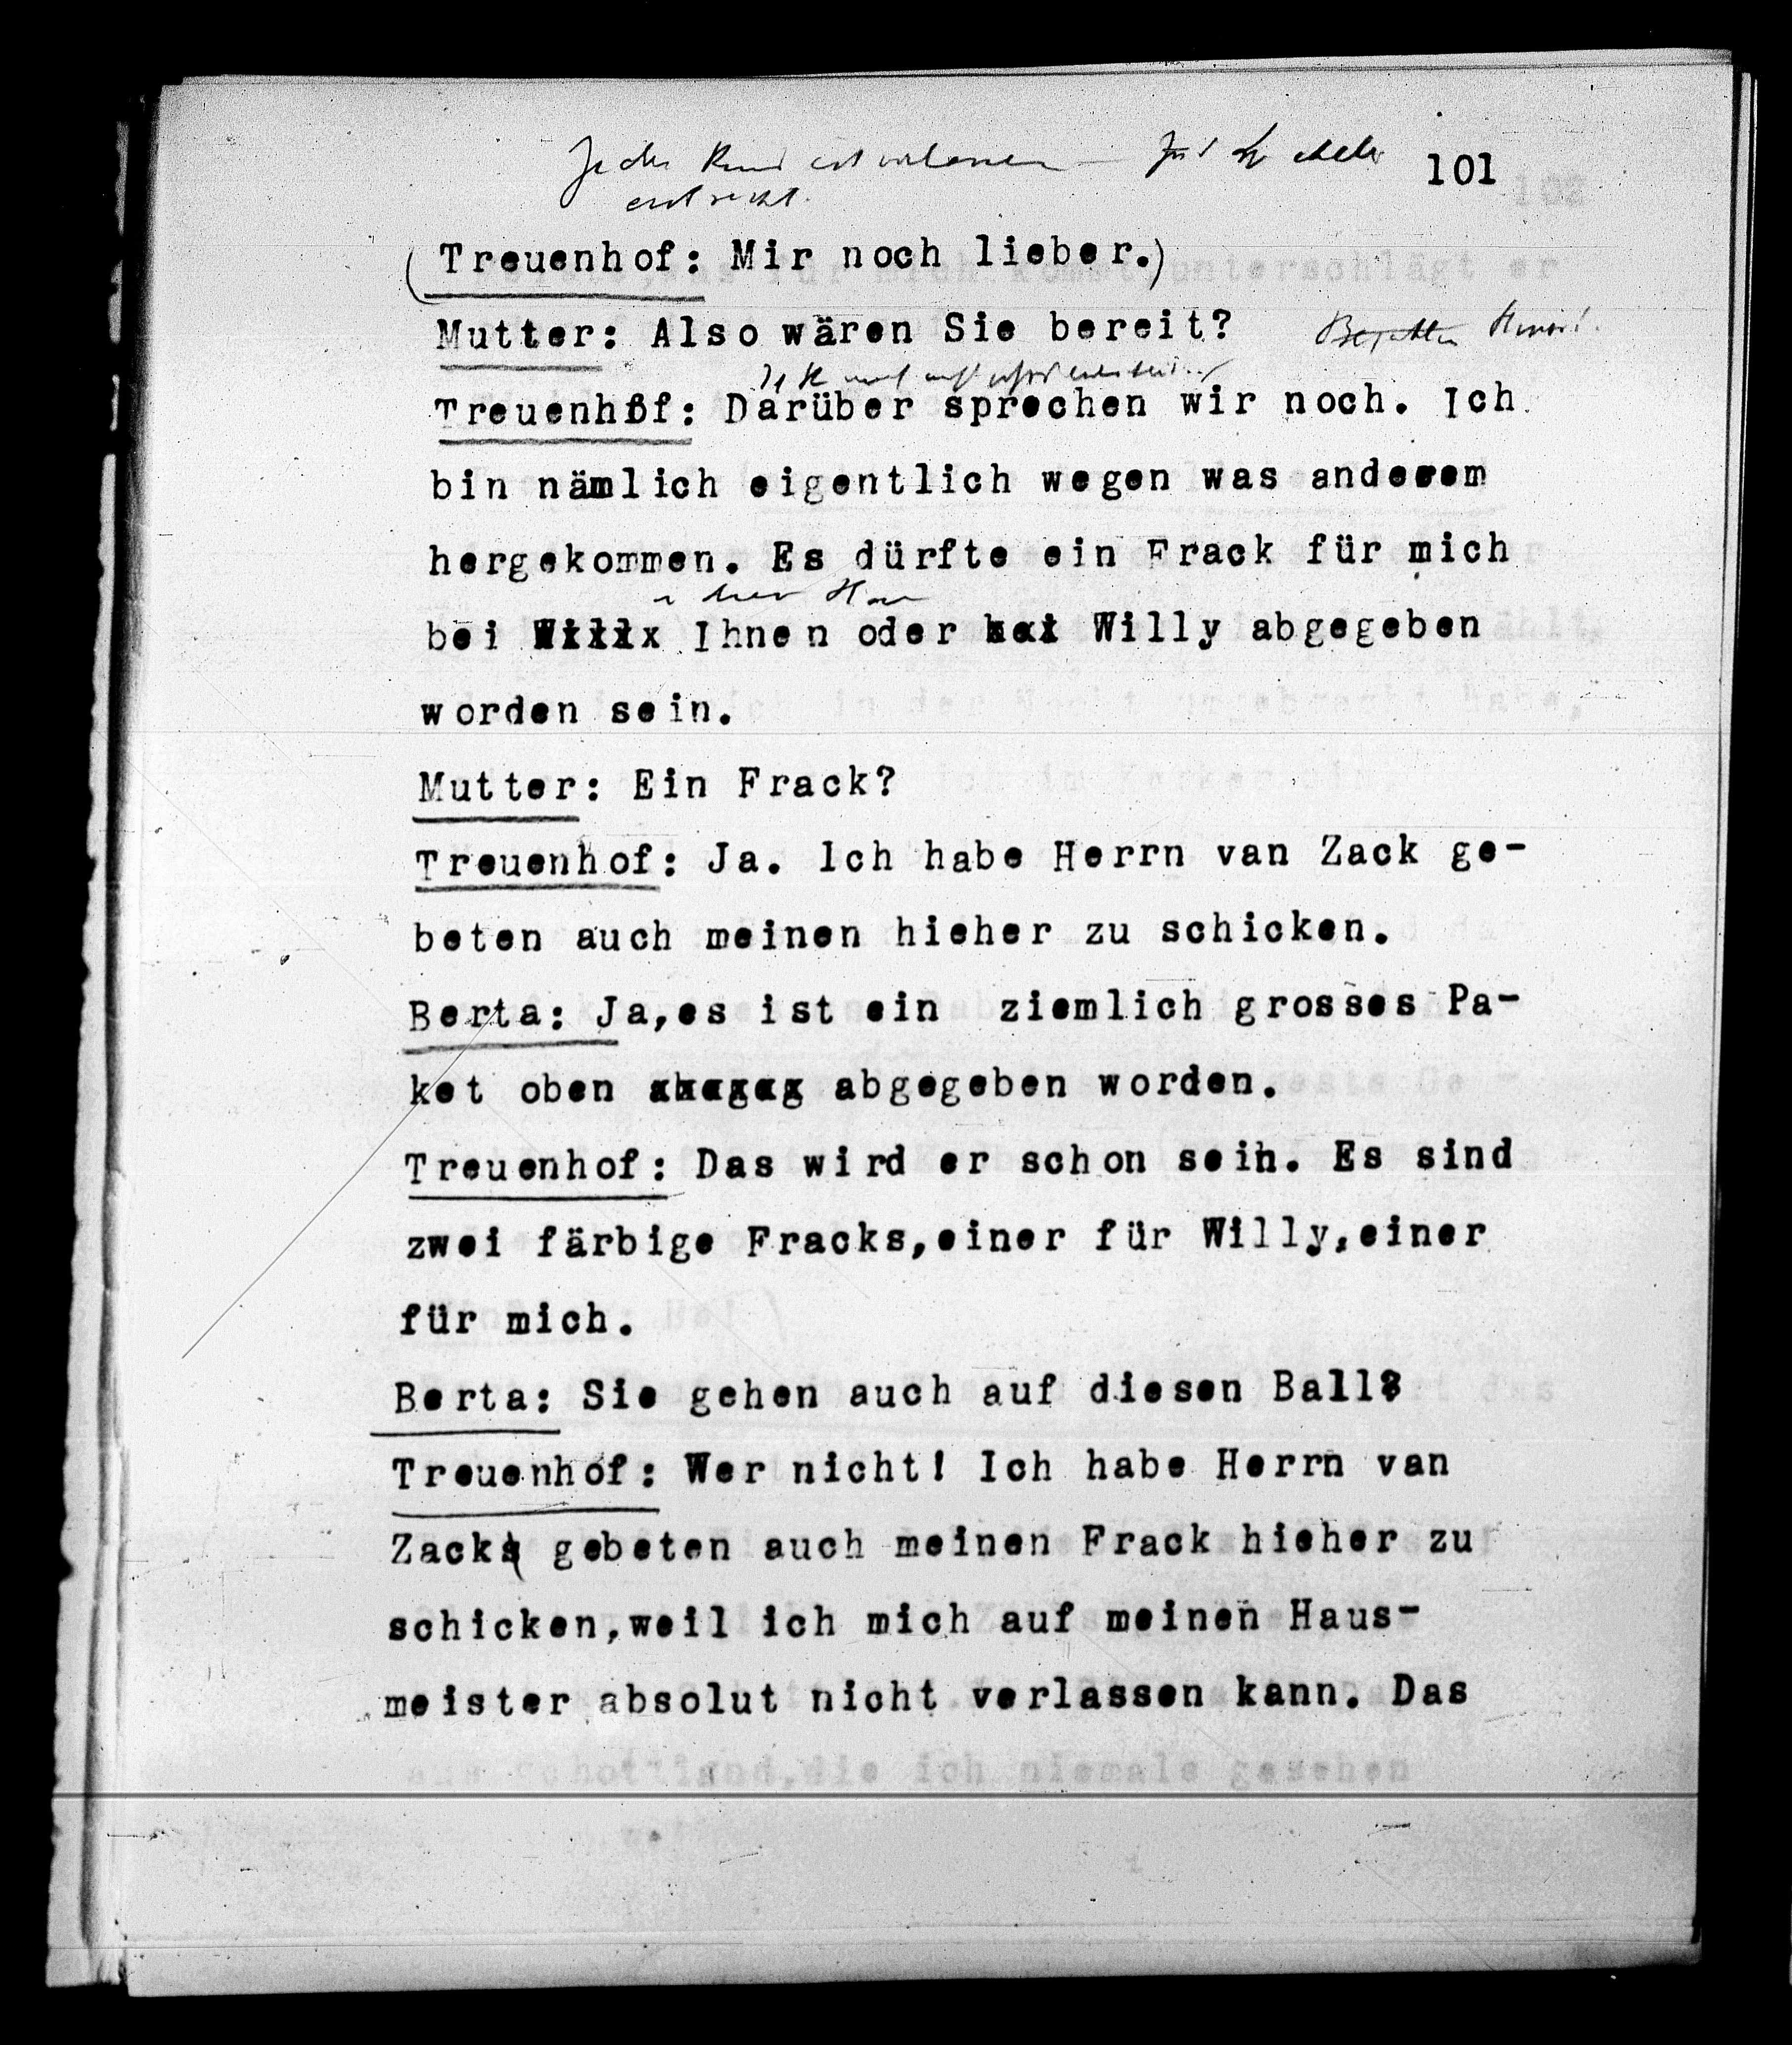 101
Jeder
erst recht.
(Treuenhof: Mir noch lieber.)
Mutter: Also wären Sie bereit?
Treuenhßf: Darüber sprechen wir noch. Ich
bin nämlich eigentlich wegen was anderem
hergekommen. Es dürfte ein Frack für mich
bei Ihnen oder Willy abgegeben
worden sein.
Mutter: Ein Frack?
Treuenhof: Ja. Ich habe Herrn van Zack ge-
beten auch meinen hieher zu schicken.
Berta: Ja,es ist ein ziemlich grosses Pa-
ket oben abgegeben worden.
Treuenhof: Das wird er schon sein. Es sind
zwei färbige Fracks,einer für Willy,einer
für mich.
Berta: Sie gehen auch auf diesen Ball?
Treuenhof: Wer nicht! Ich habe Herrn van
Zack gebeten auch meinen Frack hieher zu
schicken,weil ich mich auf meinen Haus-
meister absolut nicht verlassen kann. Das